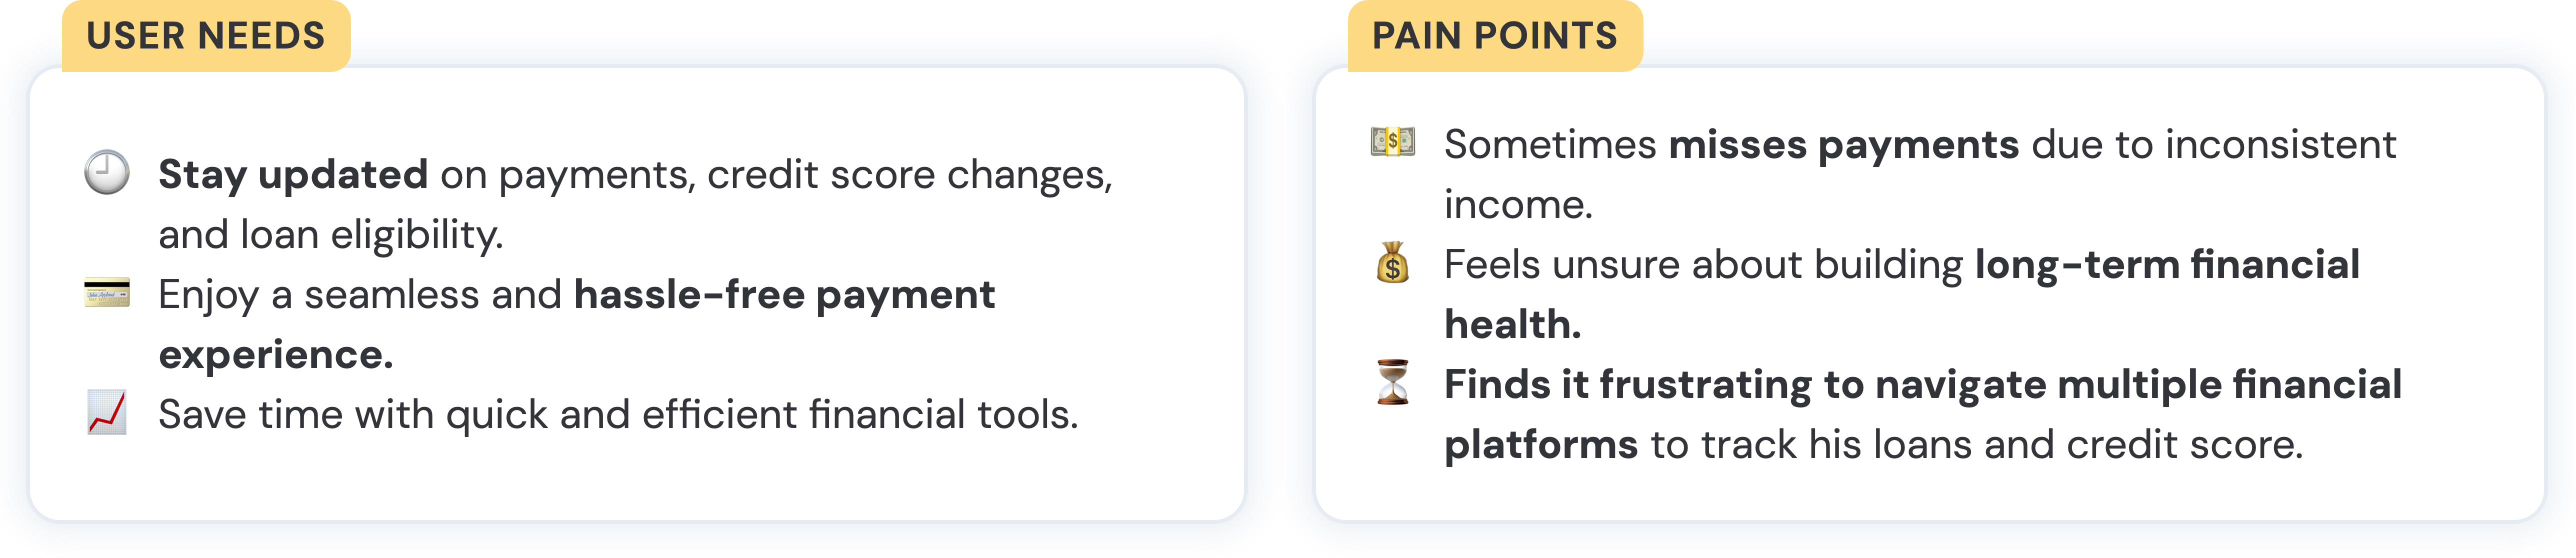 USER NEEDS
Stay updated on payments, credit score changes,
and loan eligibility.
Enjoy a seamless and hassle-free payment
experience.
Save time with quick and efficient financial tools.
PAIN POINTS
Sometimes misses payments due to inconsistent
income.
Feels unsure about building long-term financial
health.
Finds it frustrating to navigate multiple financial
platforms to track his loans and credit score.